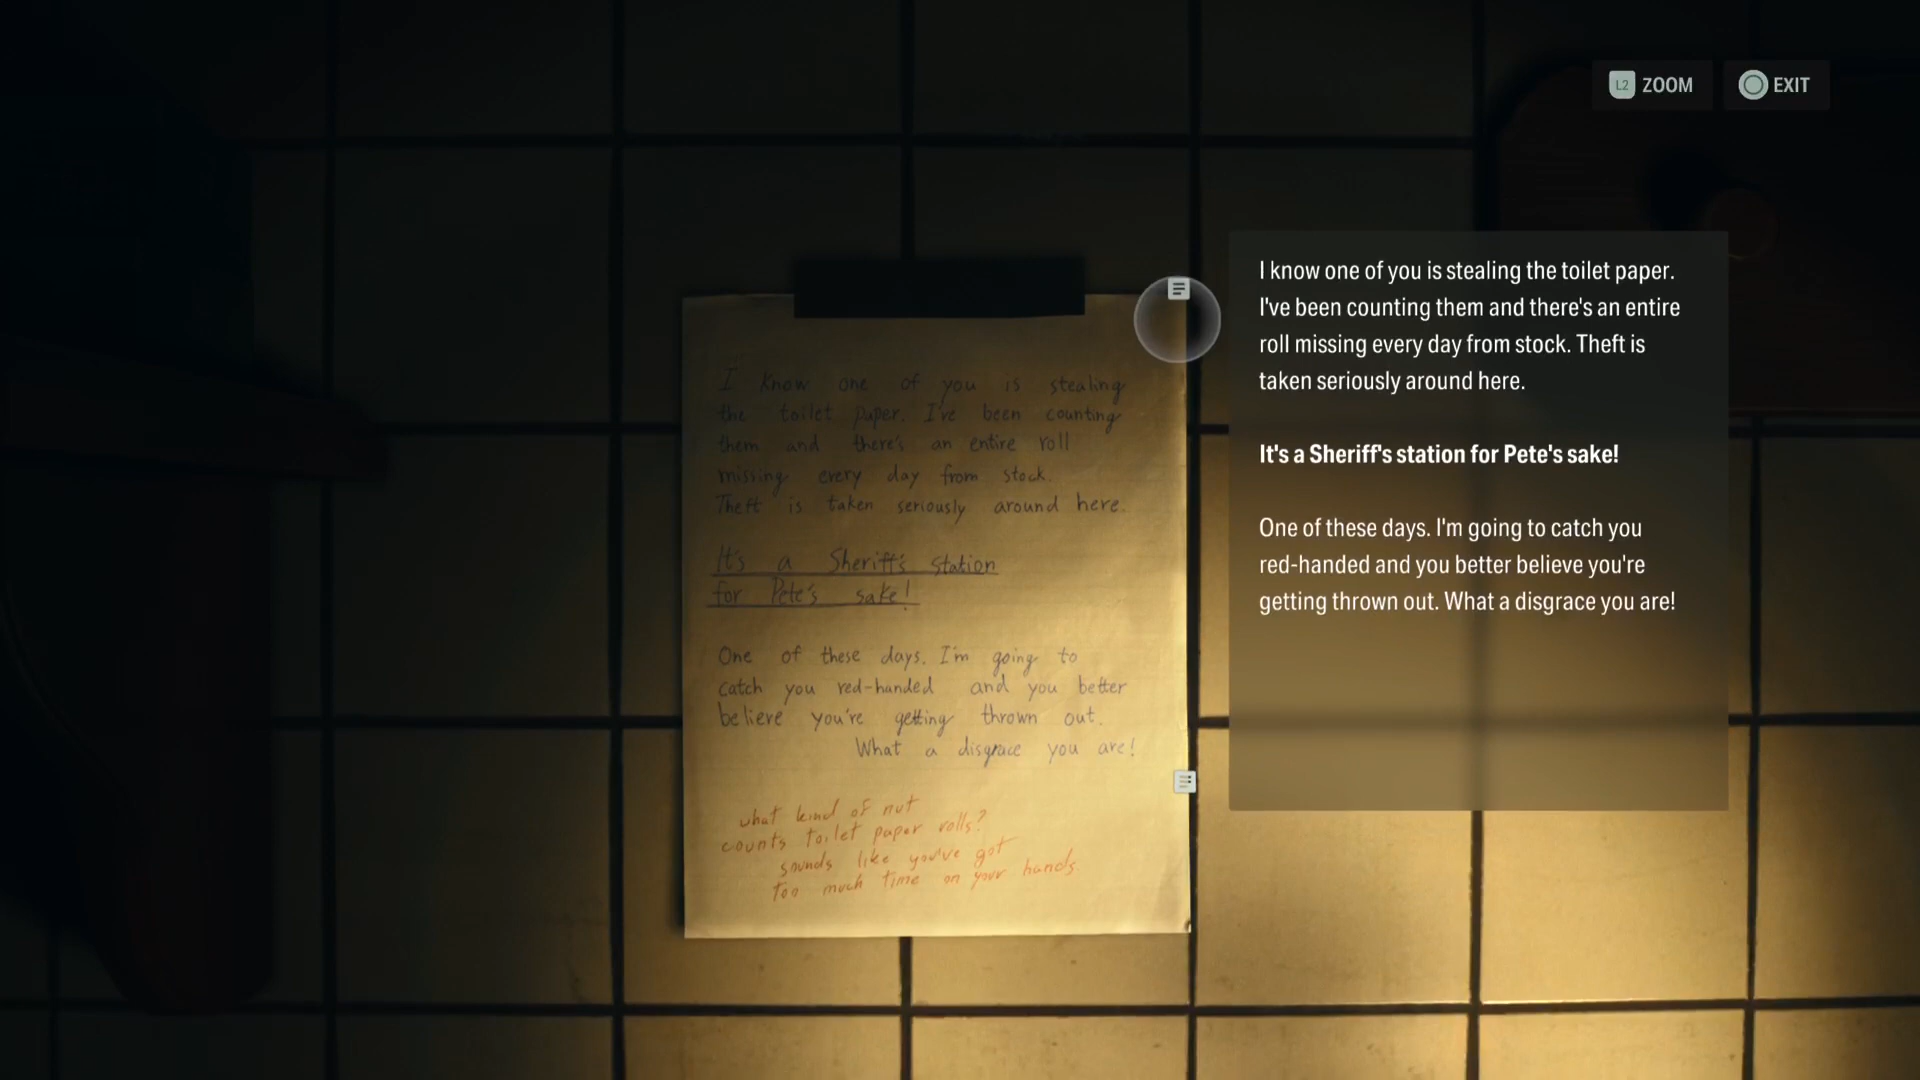 L2 ZOOM
EXIT
I know one of you is stealing
the toilet paper. I've been counting
them and there's an entire roll
missing every day from stock.
Theft is taken seriously around here.
It's a Sheriff's station
for Pete's sake!
One of these days. I'm going to
catch you red-handed and you better
believe you're getting thrown out.
What a disgrace you are!
what kind of nut
counts toilet paper rolls?
sounds like you've got
too much time on your hands.
I know one of you is stealing the toilet paper.
I've been counting them and there's an entire
roll missing every day from stock. Theft is
taken seriously around here.
It's a Sheriff's station for Pete's sake!
One of these days. I'm going to catch you
red-handed and you better believe you're
getting thrown out. What a disgrace you are!